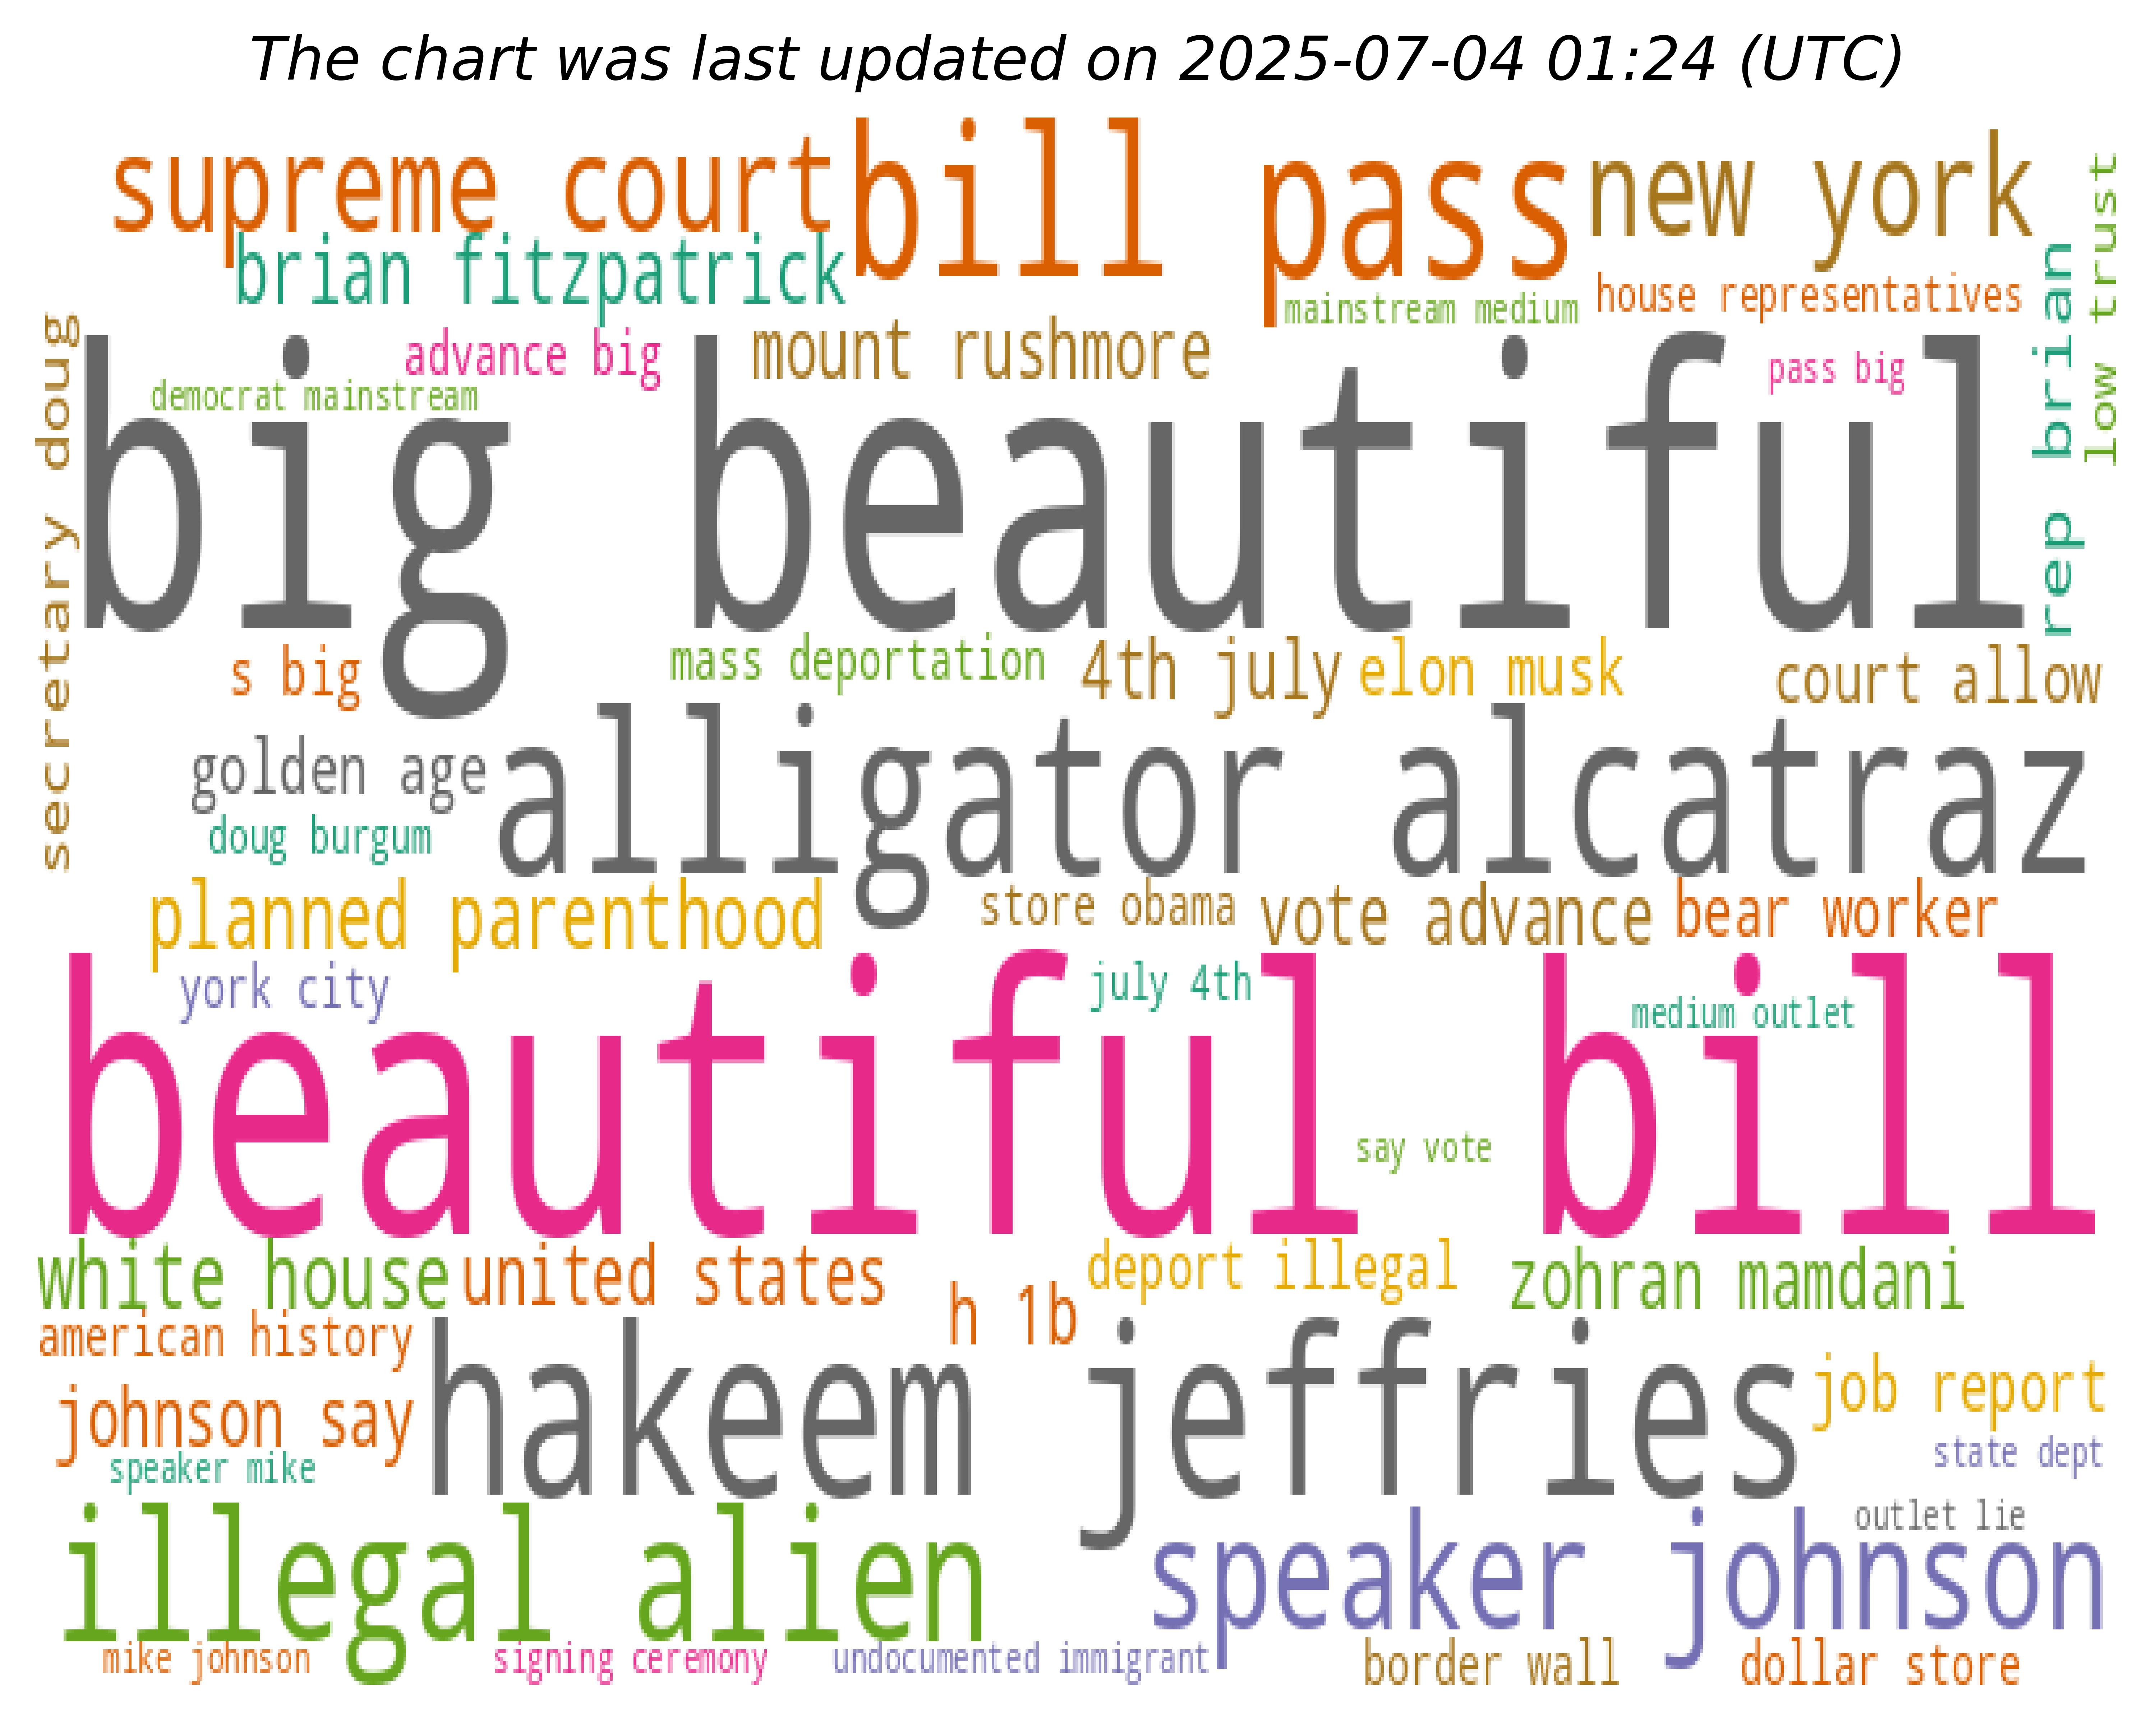 The chart was last updated on 2025-07-04 01:24 (UTC)
supreme court
bill pass
new york
low trust
brian fitzpatrick
mainstream medium
house representatives
rep brian
secretary doug
advance big
mount rushmore
pass big
democrat mainstream
big beautiful
s big
mass deportation
4th july
elon musk
court allow
golden age
alligator alcatraz
doug burgum
planned parenthood
store obama
vote advance
bear worker
york city
july 4th
medium outlet
beautiful bill
say vote
white house
united states
h 1b
deport illegal
zohran mamdani
american history
hakeem jeffries
job report
johnson say
state dept
speaker mike
illegal alien
speaker johnson
outlet lie
mike johnson
signing ceremony
undocumented immigrant
border wall
dollar store